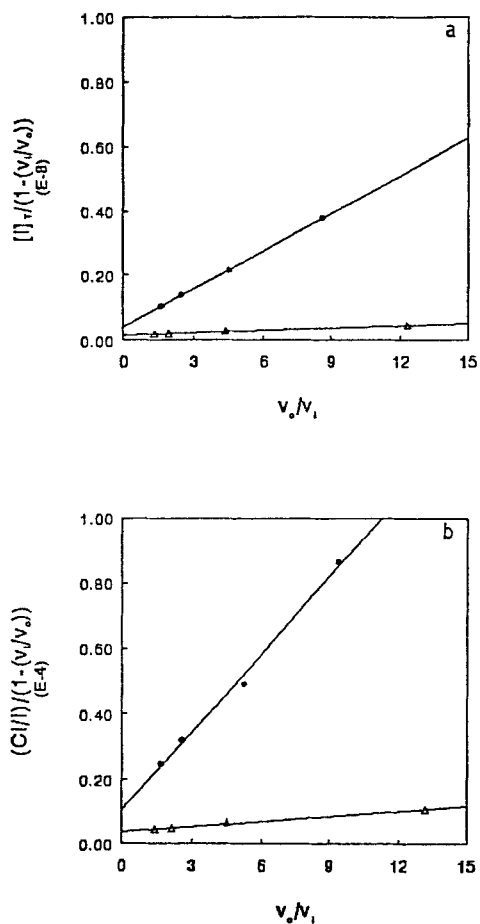 a
[I]T/(1-(vi/vo))
(E-8)
1.00
0.80
0.60
0.40
0.20
0.00
0 3 6 9 12 15
vo/vi
b
(CI/I)/(1-(vi/vo))
(E-4)
1.00
0.80
0.60
0.40
0.20
0.00
0 3 6 9 12 15
vo/vi